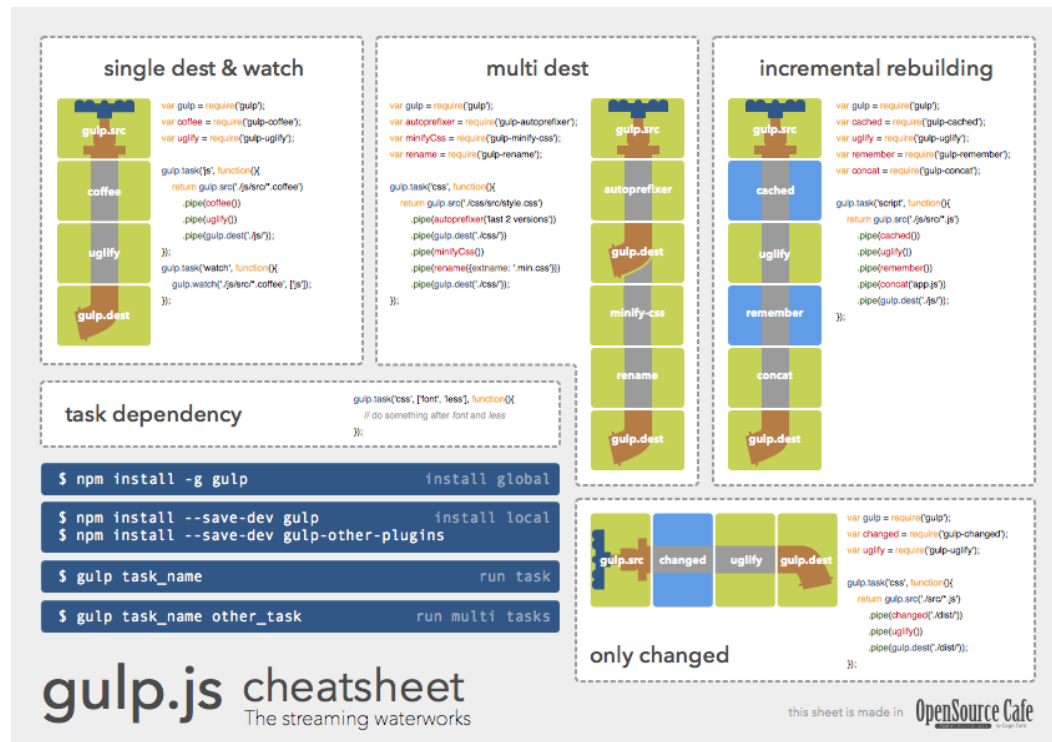 single dest & watch
gulp.src
coffee
uglify
gulp.dest
var gulp = require('gulp');
var coffee = require('gulp-coffee');
var uglify = require('gulp-uglify');
gulp.task('js', function(){
return gulp.src('./js/src/*.coffee')
.pipe(coffee())
.pipe(uglify())
.pipe(gulp.dest('./js/'));
});
gulp.task('watch', function(){
gulp.watch('./js/src/*.coffee', ['js']);
});
multi dest
var gulp = require('gulp');
var autoprefixer = require('gulp-autoprefixer');
var minifyCss = require('gulp-minify-css');
var rename = require('gulp-rename');
gulp.task('css', function(){
return gulp.src('./css/src/style.css')
.pipe(autoprefixer('last 2 versions'))
.pipe(gulp.dest('./css/'))
.pipe(minifyCss())
.pipe(rename({extname: '.min.css'}))
.pipe(gulp.dest('./css/'));
});
gulp.src
autoprefixer
gulp.dest
minify-css
rename
gulp.dest
incremental rebuilding
gulp.src
cached
uglify
remember
concat
gulp.dest
var gulp = require('gulp');
var cached = require('gulp-cached');
var uglify = require('gulp-uglify');
var remember = require('gulp-remember');
var concat = require('gulp-concat');
gulp.task('script', function(){
return gulp.src('./js/src/*.js')
.pipe(cached())
.pipe(uglify())
.pipe(remember())
.pipe(concat('app.js'))
.pipe(gulp.dest('./js/'));
});
task dependency
gulp.task('css', ['font', 'less'], function(){
// do something after font and less
});
$ npm install -g gulp install global
$ npm install --save-dev gulp install local
$ npm install --save-dev gulp-other-plugins
$ gulp task_name run task
$ gulp task_name other_task run multi tasks
gulp.src changed uglify gulp.dest
only changed
var gulp = require('gulp');
var changed = require('gulp-changed');
var uglify = require('gulp-uglify');
gulp.task('css', function(){
return gulp.src('./src/*.js')
.pipe(changed('./dist/'))
.pipe(uglify())
.pipe(gulp.dest('./dist/'));
});
gulp.js cheatsheet
The streaming waterworks
this sheet is made in OpenSource Cafe